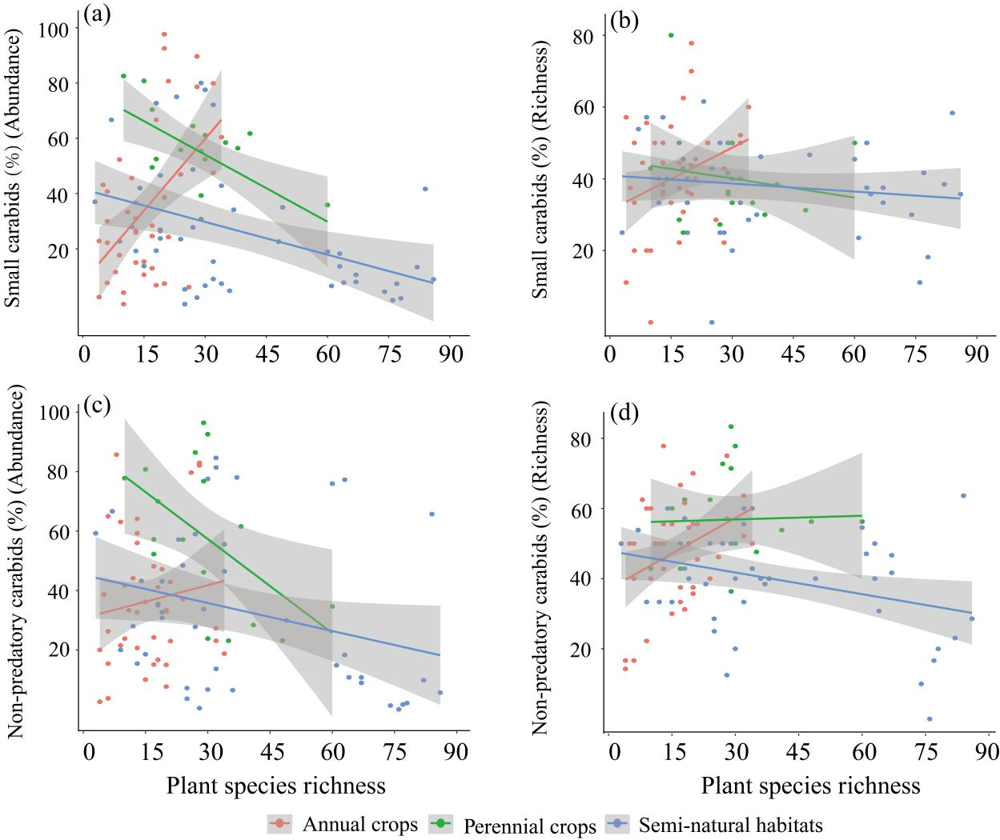 (a)
Small carabids (%) (Abundance)
100
80
60
40
20
0 15 30 45 60 75 90
(b)
Small carabids (%) (Richness)
80
60
40
20
0 15 30 45 60 75 90
(c)
Non-predatory carabids (%) (Abundance)
100
80
60
40
20
0 15 30 45 60 75 90
Plant species richness
(d)
Non-predatory carabids (%) (Richness)
80
60
40
20
0 15 30 45 60 75 90
Plant species richness
Annual crops Perennial crops Semi-natural habitats